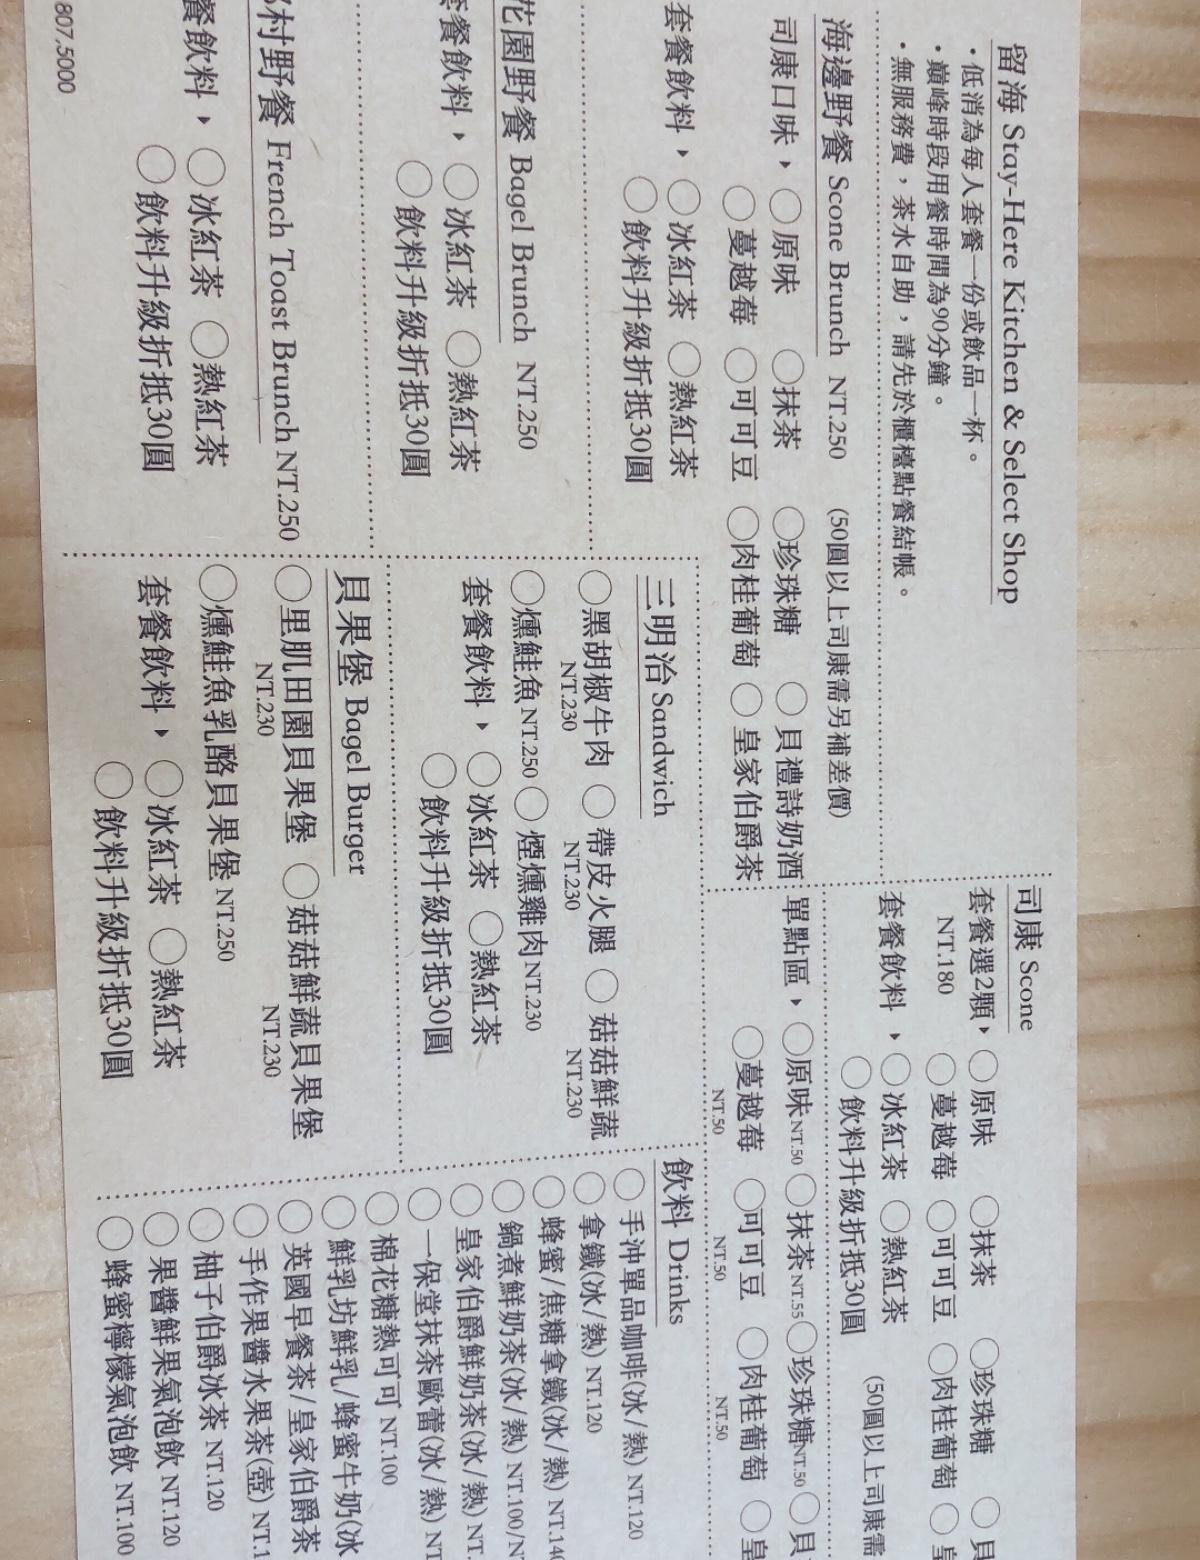 留海 Stay-Here Kitchen & Select Shop
・低消為每人套餐一份或飲品一杯。
・巔峰時段用餐時間為90分鐘。
・無服務費，茶水自助，請先於櫃檯點餐結帳。
海邊野餐 Scone Brunch NT.250 (50圓以上司康需另補差價)
司康口味▸ ○原味 ○抹茶 ○珍珠糖 ○貝禮詩奶酒
○蔓越莓 ○可可豆 ○肉桂葡萄 ○皇家伯爵茶
套餐飲料▸ ○冰紅茶 ○熱紅茶
○飲料升級折抵30圓
花園野餐 Bagel Brunch NT.250
套餐飲料▸ ○冰紅茶 ○熱紅茶
○飲料升級折抵30圓
村野餐 French Toast Brunch NT.250
餐飲料▸ ○冰紅茶 ○熱紅茶
○飲料升級折抵30圓
807.5000
三明治 Sandwich
○黑胡椒牛肉 ○帶皮火腿 ○菇菇鮮蔬
NT.230 NT.230 NT.230
○燻鮭魚 NT.250 ○煙燻雞肉 NT.230
套餐飲料▸ ○冰紅茶 ○熱紅茶
○飲料升級折抵30圓
貝果堡 Bagel Burger
○里肌田園貝果堡 ○菇菇鮮蔬貝果堡
NT.230 NT.230
○燻鮭魚乳酪貝果堡 NT.250
套餐飲料▸ ○冰紅茶 ○熱紅茶
○飲料升級折抵30圓
司康 Scone
套餐選2顆▸ ○原味 ○抹茶 ○珍珠糖 ○貝
NT.180 ○蔓越莓 ○可可豆 ○肉桂葡萄 ○皇
套餐飲料▸ ○冰紅茶 ○熱紅茶 (50圓以上司康需
○飲料升級折抵30圓
單點區▸ ○原味NT.50 ○抹茶NT.55 ○珍珠糖NT.50 ○貝
○蔓越莓 ○可可豆 ○肉桂葡萄 ○皇
NT.50 NT.50 NT.50
飲料 Drinks
○手沖單品咖啡(冰/熱) NT.120
○拿鐵(冰/熱) NT.120
○蜂蜜/焦糖拿鐵(冰/熱) NT.140
○鍋煮鮮奶茶(冰/熱) NT.100/N
○皇家伯爵鮮奶茶(冰/熱) NT.
○一保堂抹茶歐蕾(冰/熱) NT
○棉花糖熱可可 NT.100
○鮮乳坊鮮乳/蜂蜜牛奶(冰
○英國早餐茶/皇家伯爵茶
○手作果醬水果茶(壺) NT.1
○柚子伯爵冰茶 NT.120
○果醬鮮果氣泡飲 NT.120
○蜂蜜檸檬氣泡飲 NT.100